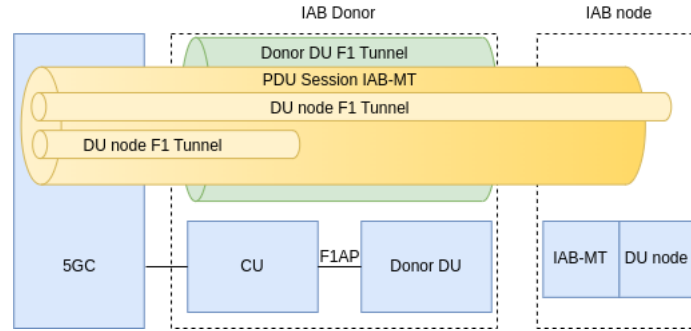 IAB Donor
IAB node
Donor DU F1 Tunnel
PDU Session IAB-MT
DU node F1 Tunnel
DU node F1 Tunnel
5GC
CU
F1AP
Donor DU
IAB-MT
DU node